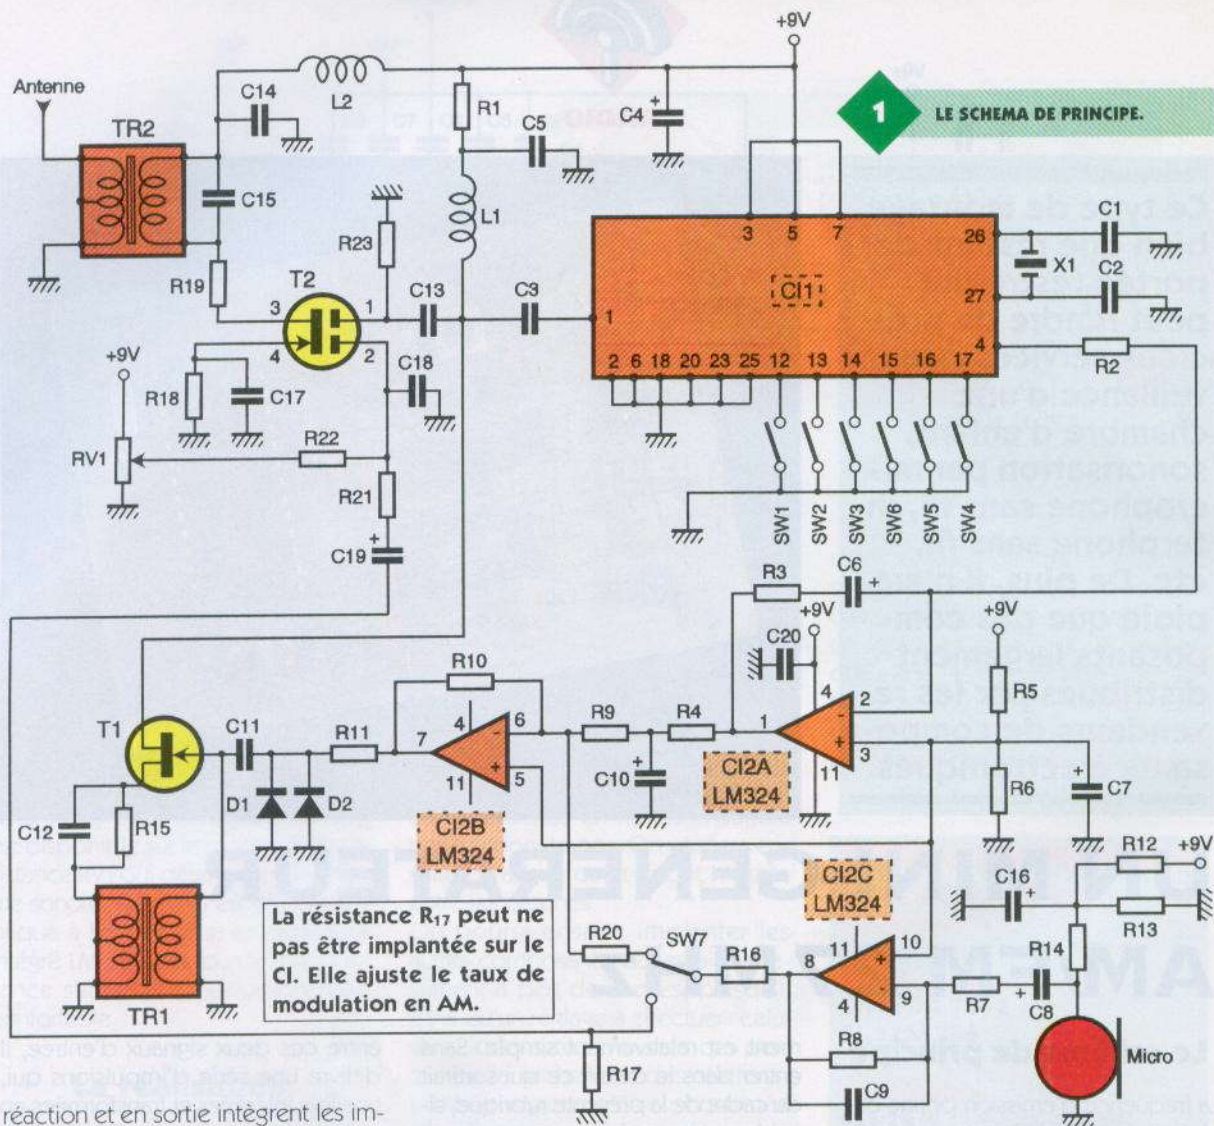 +9V
Antenne
TR2
C14
L2
R1
C5
C4
+
1
LE SCHEMA DE PRINCIPE.
C15
R23
L1
R19
T2
3
1
4
2
C13
C3
1
3
5
7
CI1
26
27
4
X1
C1
C2
R2
2
6
18
20
23
25
12
13
14
15
16
17
+9V
R18
C17
C18
RV1
R22
R21
+
C19
SW1
SW2
SW3
SW6
SW5
SW4
R3
C6
+
+9V
C20
+9V
R5
R10
T1
C11
R11
7
4
6
-
+
5
11
R9
R4
1
4
2
-
+
3
11
C10
+
CI2A
LM324
R6
+
C7
C12
R15
D1
D2
CI2B
LM324
CI2C
LM324
R12
+9V
C16
+
R13
La résistance R17 peut ne
pas être implantée sur le
CI. Elle ajuste le taux de
modulation en AM.
R20
SW7
R16
8
11
10
+
-
9
4
R7
+
C8
R14
TR1
R17
R8
C9
Micro
réaction et en sortie intègrent les im-